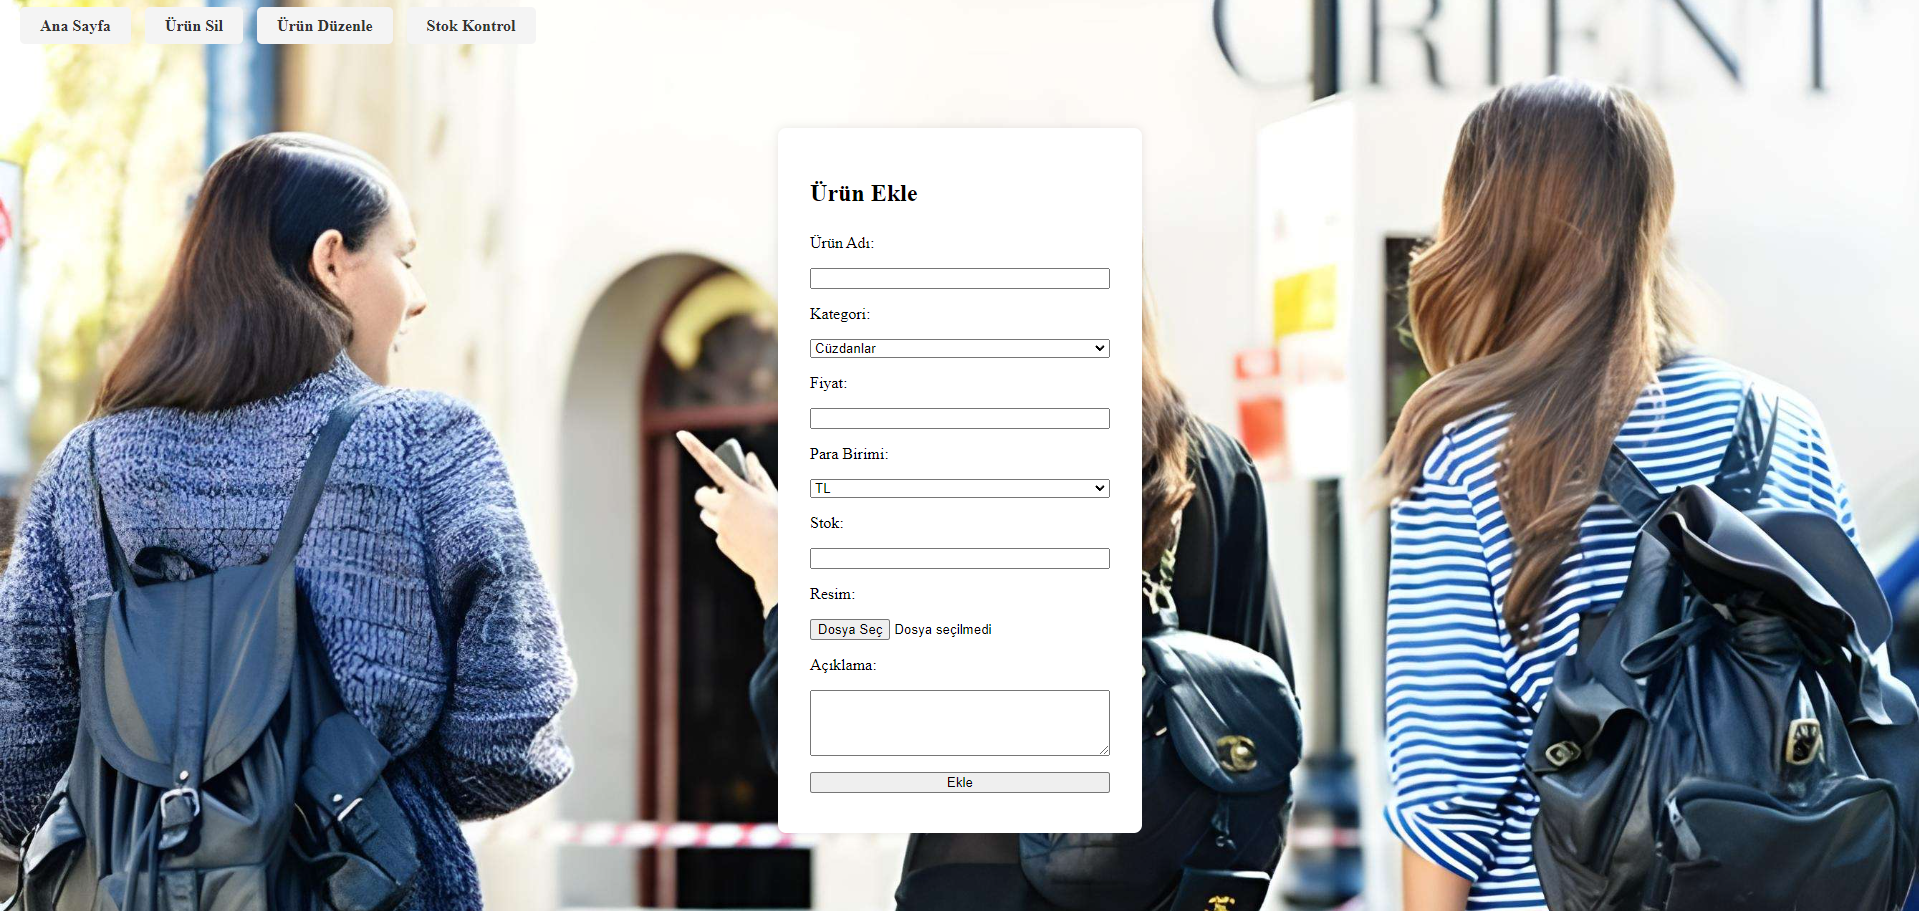 Ana Sayfa Ürün Sil Ürün Düzenle Stok Kontrol
ORIENT
Ürün Ekle
Ürün Adı:
Kategori:
Cüzdanlar
Fiyat:
Para Birimi:
TL
Stok:
Resim:
Dosya Seç Dosya seçilmedi
Açıklama:
Ekle